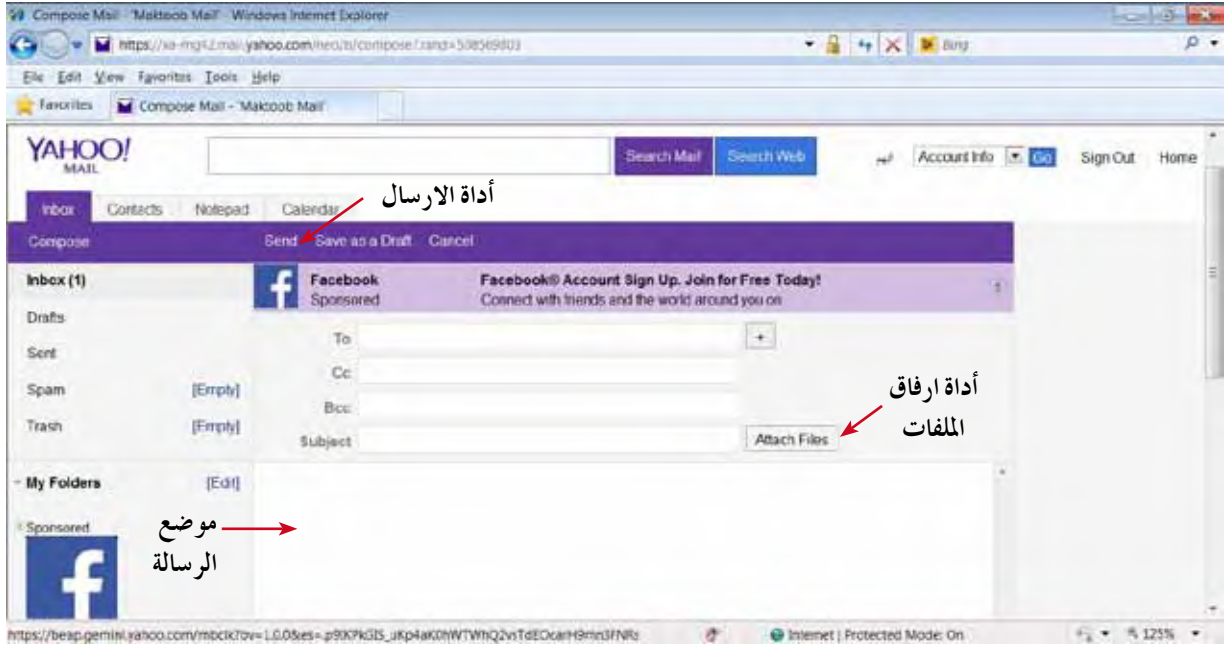 Compose Mail - 'Maktoob Mail' - Windows Internet Explorer
yahoo.com
Bing
File Edit View Favorites Tools Help
Favorites Compose Mail - 'Maktoob Mail'
YAHOO!
MAIL
Search Mail Search Web Account Info Go Sign Out Home
أداة الارسال
Inbox Contacts Notepad Calendar
Compose Send Save as a Draft Cancel
Inbox (1)
Facebook Facebook® Account Sign Up. Join for Free Today!
Sponsored Connect with friends and the world around you on
Drafts
To +
Sent
Cc
Spam [Empty]
Bcc
أداة ارفاق
الملفات
Trash [Empty]
Subject Attach Files
My Folders [Edit]
Sponsored
موضع
الرسالة
Internet | Protected Mode: On 125%